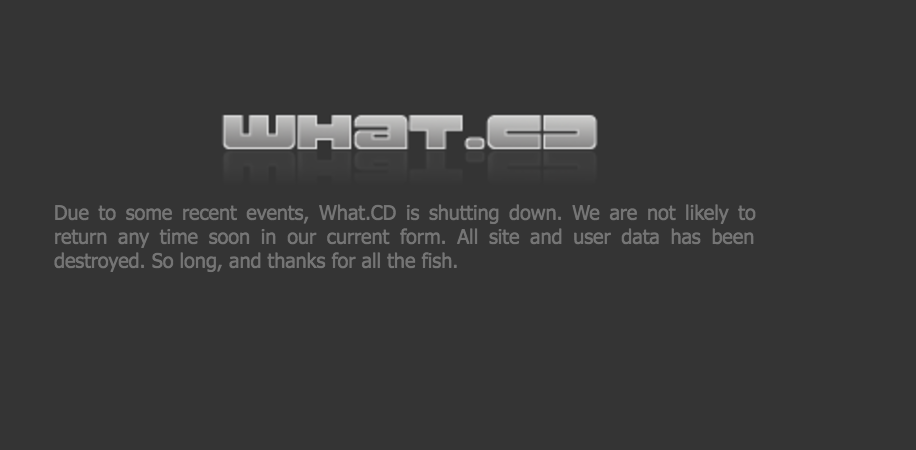 WHAT.CD
Due to some recent events, What.CD is shutting down. We are not likely to
return any time soon in our current form. All site and user data has been
destroyed. So long, and thanks for all the fish.